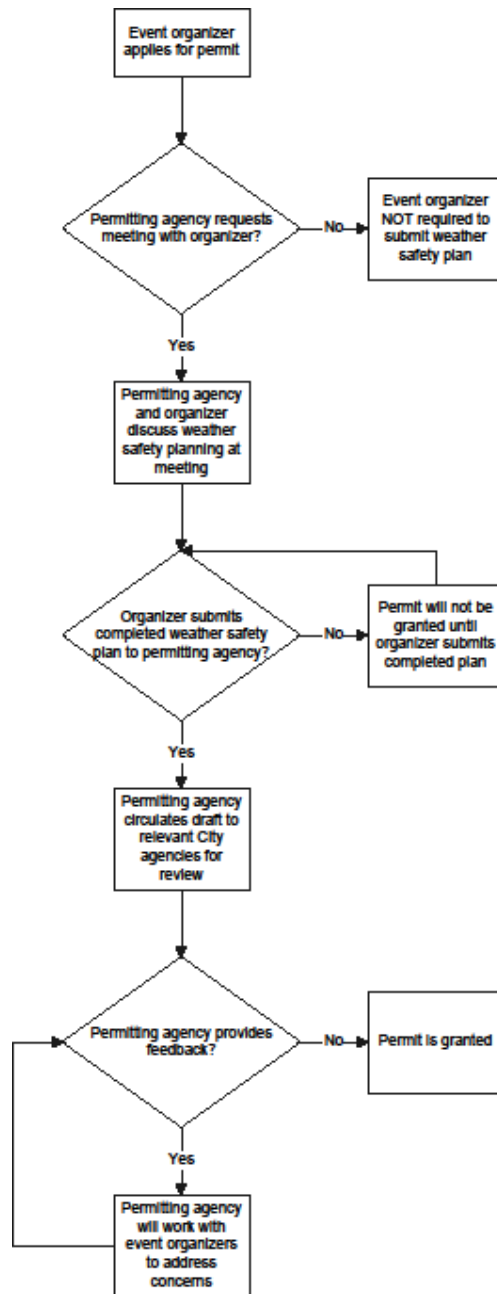 Event organizer
applies for permit
Permitting agency requests
meeting with organizer?
No
Event organizer
NOT required to
submit weather
safety plan
Yes
Permitting agency
and organizer
discuss weather
safety planning at
meeting
Organizer submits
completed weather safety
plan to permitting agency?
No
Permit will not be
granted until
organizer submits
completed plan
Yes
Permitting agency
circulates draft to
relevant City
agencies for
review
Permitting agency provides
feedback?
No
Permit is granted
Yes
Permitting agency
will work with
event organizers
to address
concerns